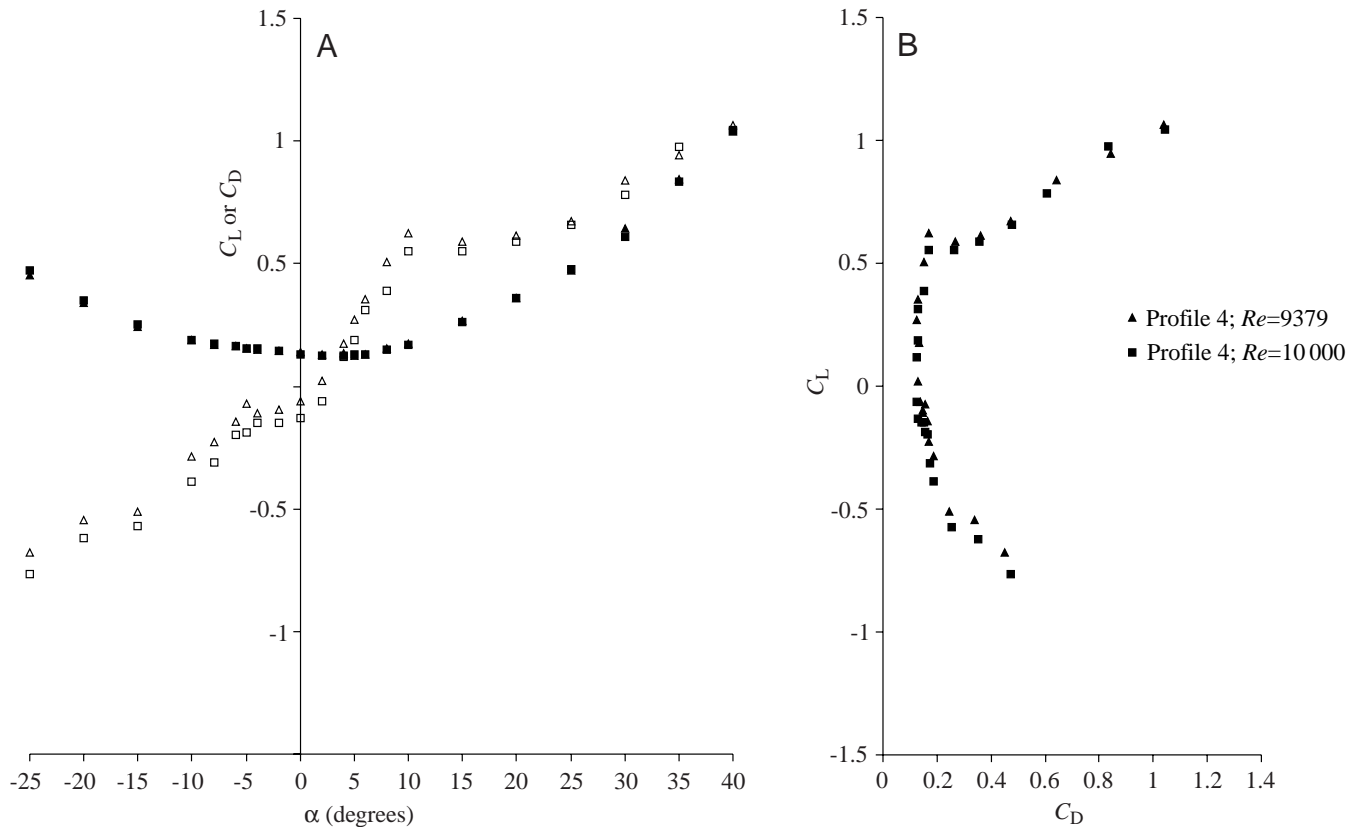 A
1.5
1
0.5
-0.5
-1
C_L or C_D
-25 -20 -15 -10 -5 0 5 10 15 20 25 30 35 40
α (degrees)
B
1.5
1
0.5
0
-0.5
-1
-1.5
C_L
0 0.2 0.4 0.6 0.8 1 1.2 1.4
C_D
Profile 4; Re=9379
Profile 4; Re=10 000